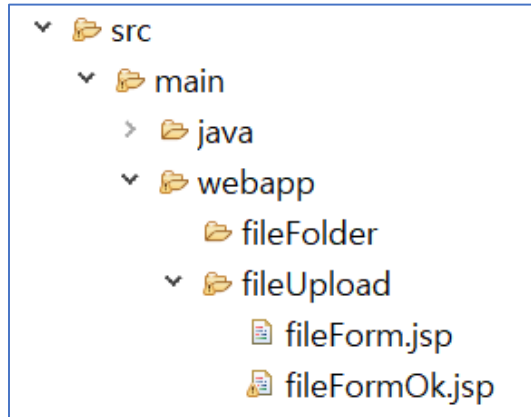 src
main
java
webapp
fileFolder
fileUpload
fileForm.jsp
fileFormOk.jsp